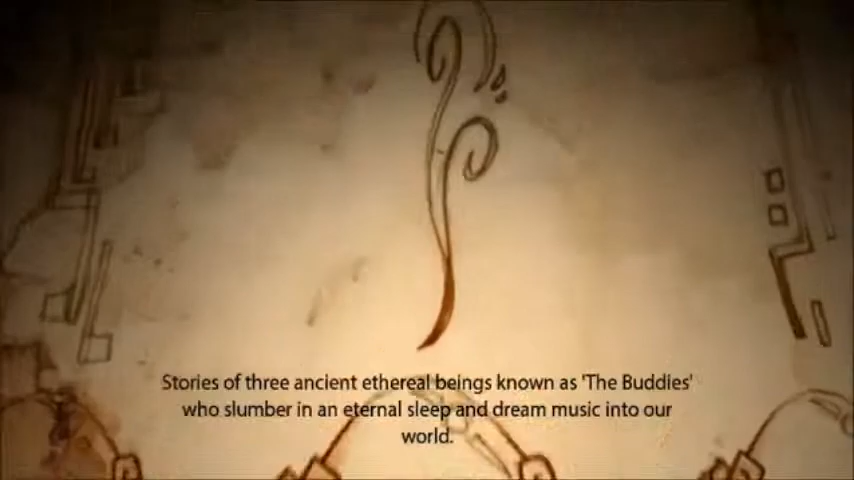 Stories of three ancient ethereal beings known as 'The Buddies'
who slumber in an eternal sleep and dream music into our
world.